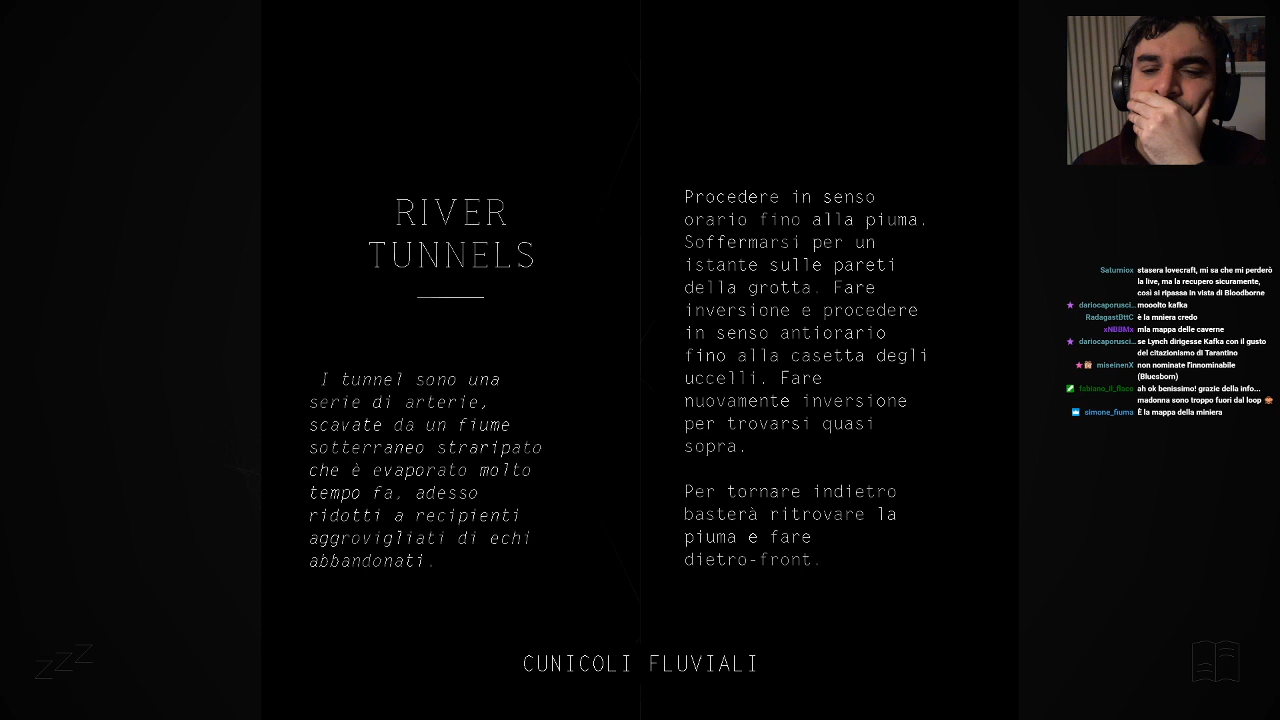 RIVER
TUNNELS
I tunnel sono una
serie di arterie,
scavate da un fiume
sotterraneo straripato
che è evaporato molto
tempo fa, adesso
ridotti a recipienti
aggrovigliati di echi
abbandonati.
Procedere in senso
orario fino alla piuma.
Soffermarsi per un
istante sulle pareti
della grotta. Fare
inversione e procedere
in senso antiorario
fino alla casetta degli
uccelli. Fare
nuovamente inversione
per trovarsi quasi
sopra.
Per tornare indietro
basterà ritrovare la
piuma e fare
dietro-front.
CUNICOLI FLUVIALI
zzz
Saturniox stasera lovecraft, mi sa che mi perderò
la live, ma la recupero sicuramente,
così si ripassa in vista di Bloodborne
dariocaporusci... mooolto kafka
RadagastBttC è la mniera credo
xNBBMx mla mappa delle caverne
dariocaporusci... se Lynch dirigesse Kafka con il gusto
del citazionismo di Tarantino
miseinenX non nominate l'innominabile
(Bluesborn)
fabiano_il_flaco ah ok benissimo! grazie della info...
madonna sono troppo fuori dal loop
simone_fiuma È la mappa della miniera